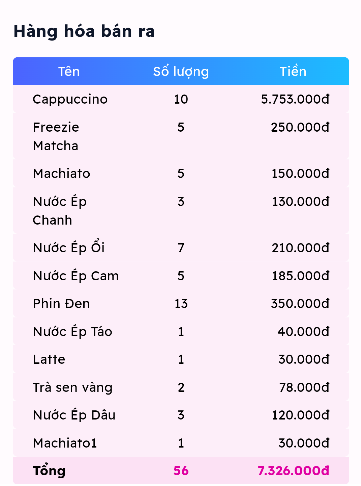 Hàng hóa bán ra
Tên Số lượng Tiền
Cappuccino 10 5.753.000đ
Freezie 5 250.000đ
Matcha
Machiato 5 150.000đ
Nước Ép 3 130.000đ
Chanh
Nước Ép Ổi 7 210.000đ
Nước Ép Cam 5 185.000đ
Phin Đen 13 350.000đ
Nước Ép Táo 1 40.000đ
Latte 1 30.000đ
Trà sen vàng 2 78.000đ
Nước Ép Dâu 3 120.000đ
Machiato1 1 30.000đ
Tổng 56 7.326.000đ